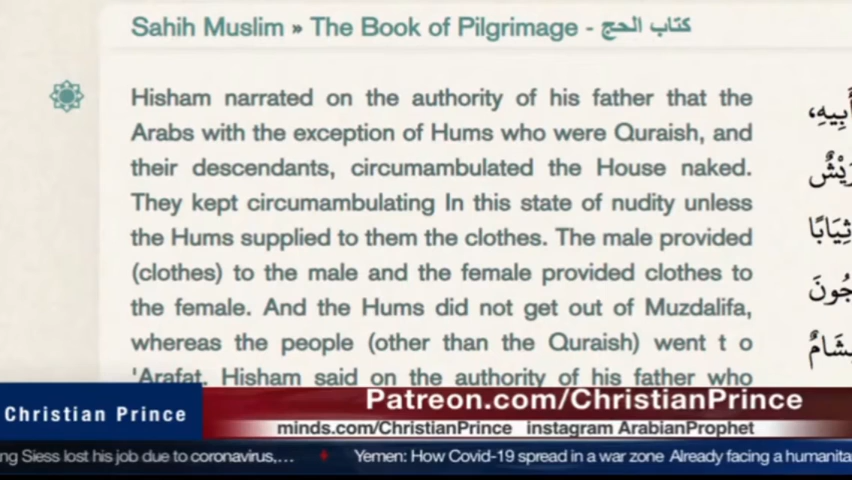 Sahih Muslim » The Book of Pilgrimage - كتاب الحج
Hisham narrated on the authority of his father that the
Arabs with the exception of Hums who were Quraish, and
their descendants, circumambulated the House naked.
They kept circumambulating In this state of nudity unless
the Hums supplied to them the clothes. The male provided
(clothes) to the male and the female provided clothes to
the female. And the Hums did not get out of Muzdalifa,
whereas the people (other than the Quraish) went t o
'Arafat. Hisham said on the authority of his father who
أَبِيهِ،
ثِيَابًا
Christian Prince
Patreon.com/ChristianPrince
minds.com/ChristianPrince instagram ArabianProphet
ng Siess lost his job due to coronavirus,... Yemen: How Covid-19 spread in a war zone Already facing a humanita